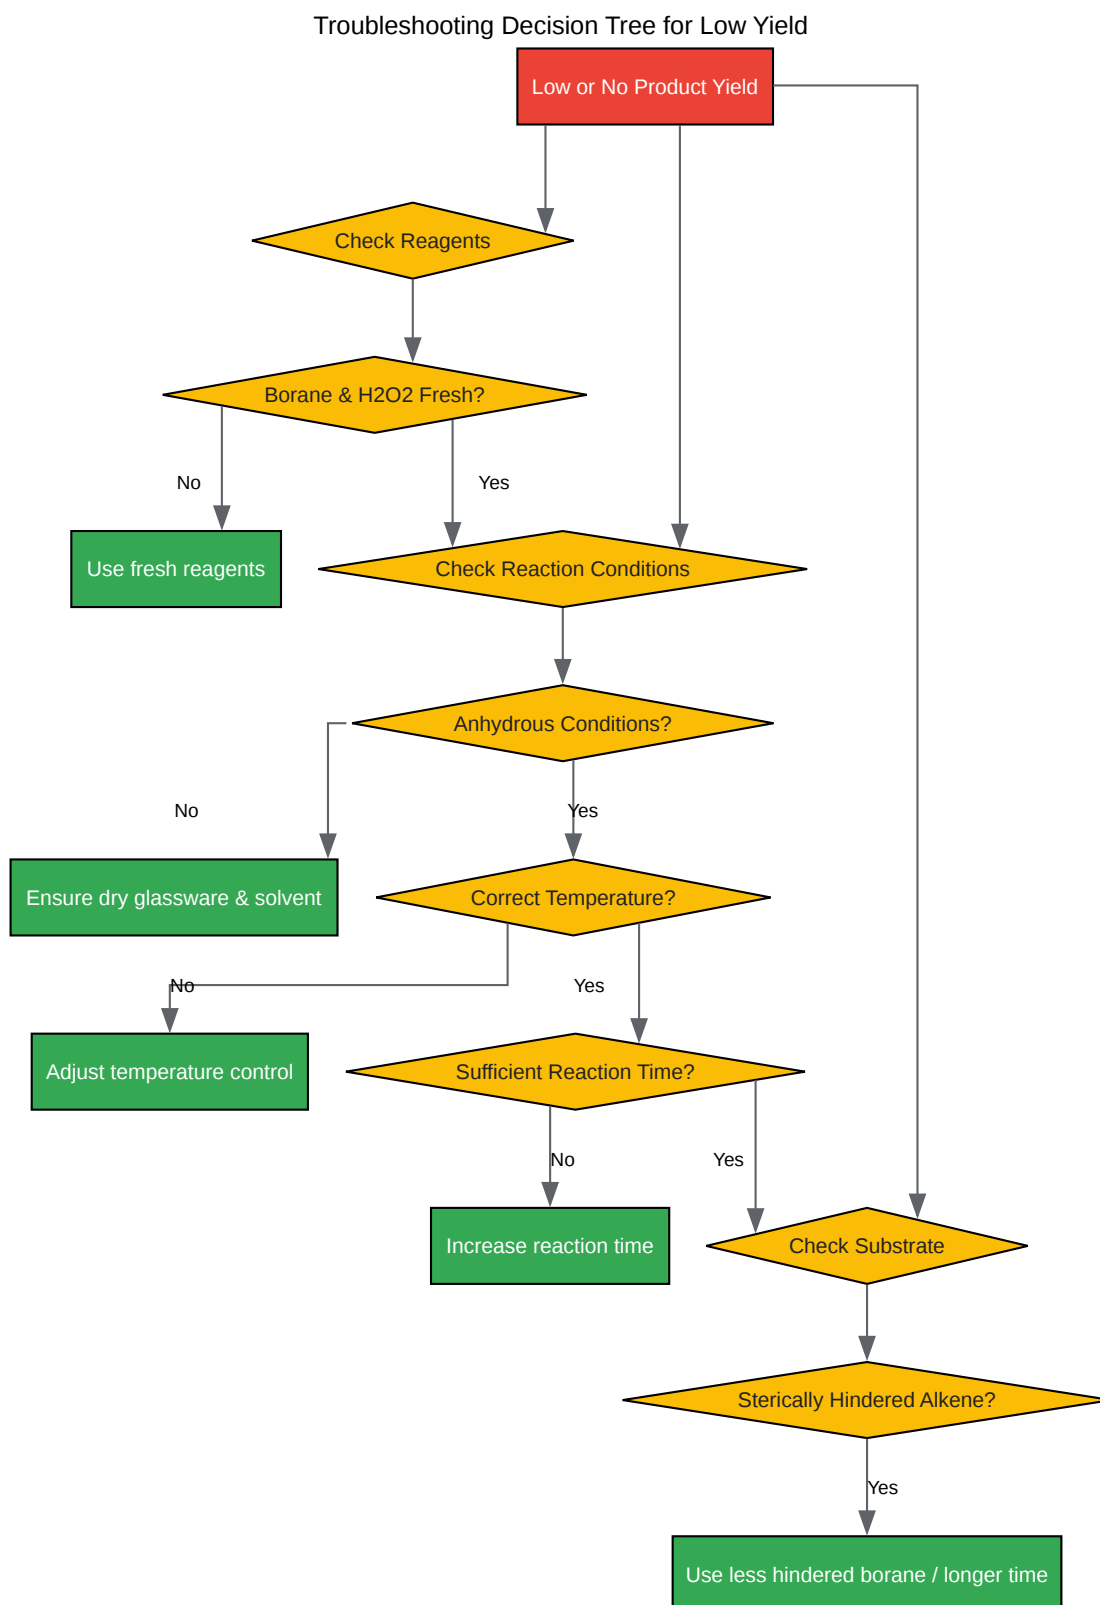 Troubleshooting Decision Tree for Low Yield
Low or No Product Yield
Check Reagents
Borane & H2O2 Fresh?
No
Yes
Use fresh reagents
Check Reaction Conditions
Anhydrous Conditions?
No
Yes
Ensure dry glassware & solvent
Correct Temperature?
No
Yes
Adjust temperature control
Sufficient Reaction Time?
No
Yes
Increase reaction time
Check Substrate
Sterically Hindered Alkene?
Yes
Use less hindered borane / longer time